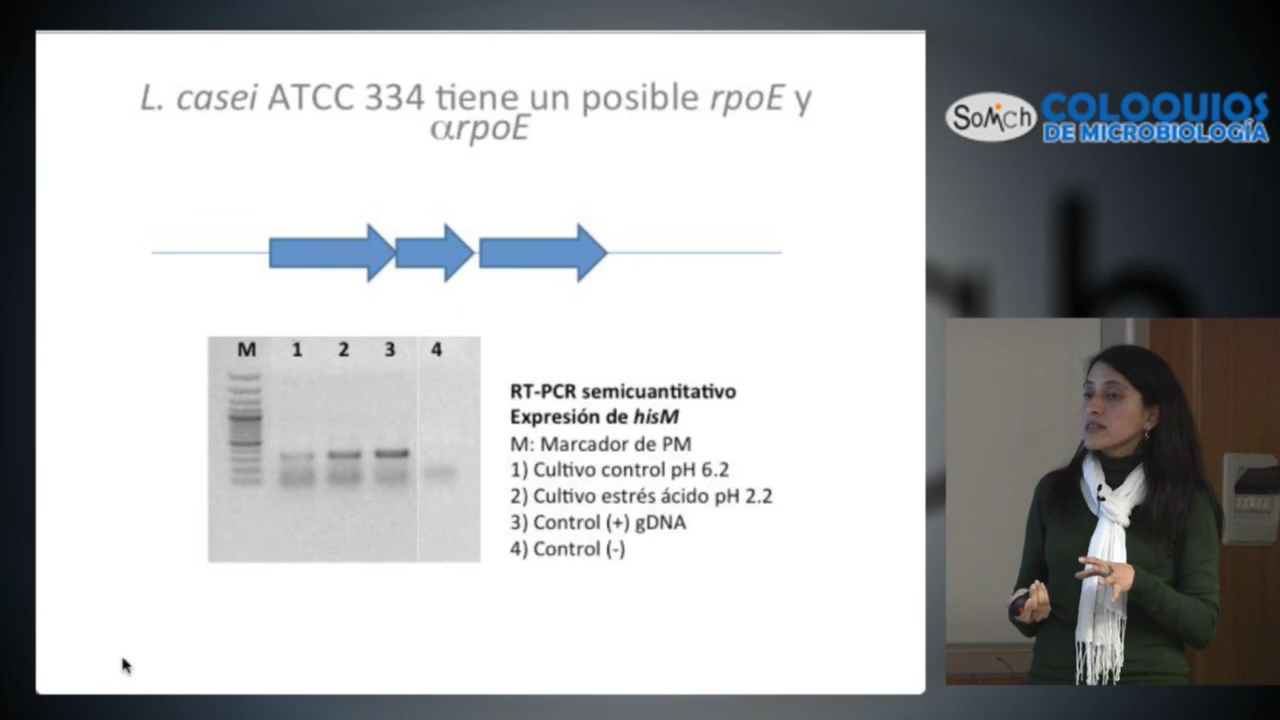 L. casei ATCC 334 tiene un posible rpoE y
αrpoE
SoMich
COLOQUIOS
DE MICROBIOLOGÍA
M 1 2 3 4
RT-PCR semicuantitativo
Expresión de hisM
M: Marcador de PM
1) Cultivo control pH 6.2
2) Cultivo estrés ácido pH 2.2
3) Control (+) gDNA
4) Control (-)